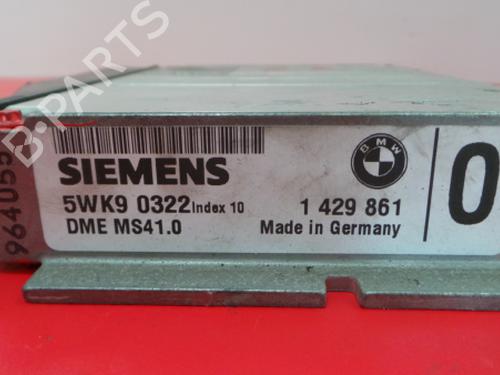 B-PARTS
SIEMENS
BMW
5WK9 0322 Index 10
1 429 861
DME MS41.0
Made in Germany
0